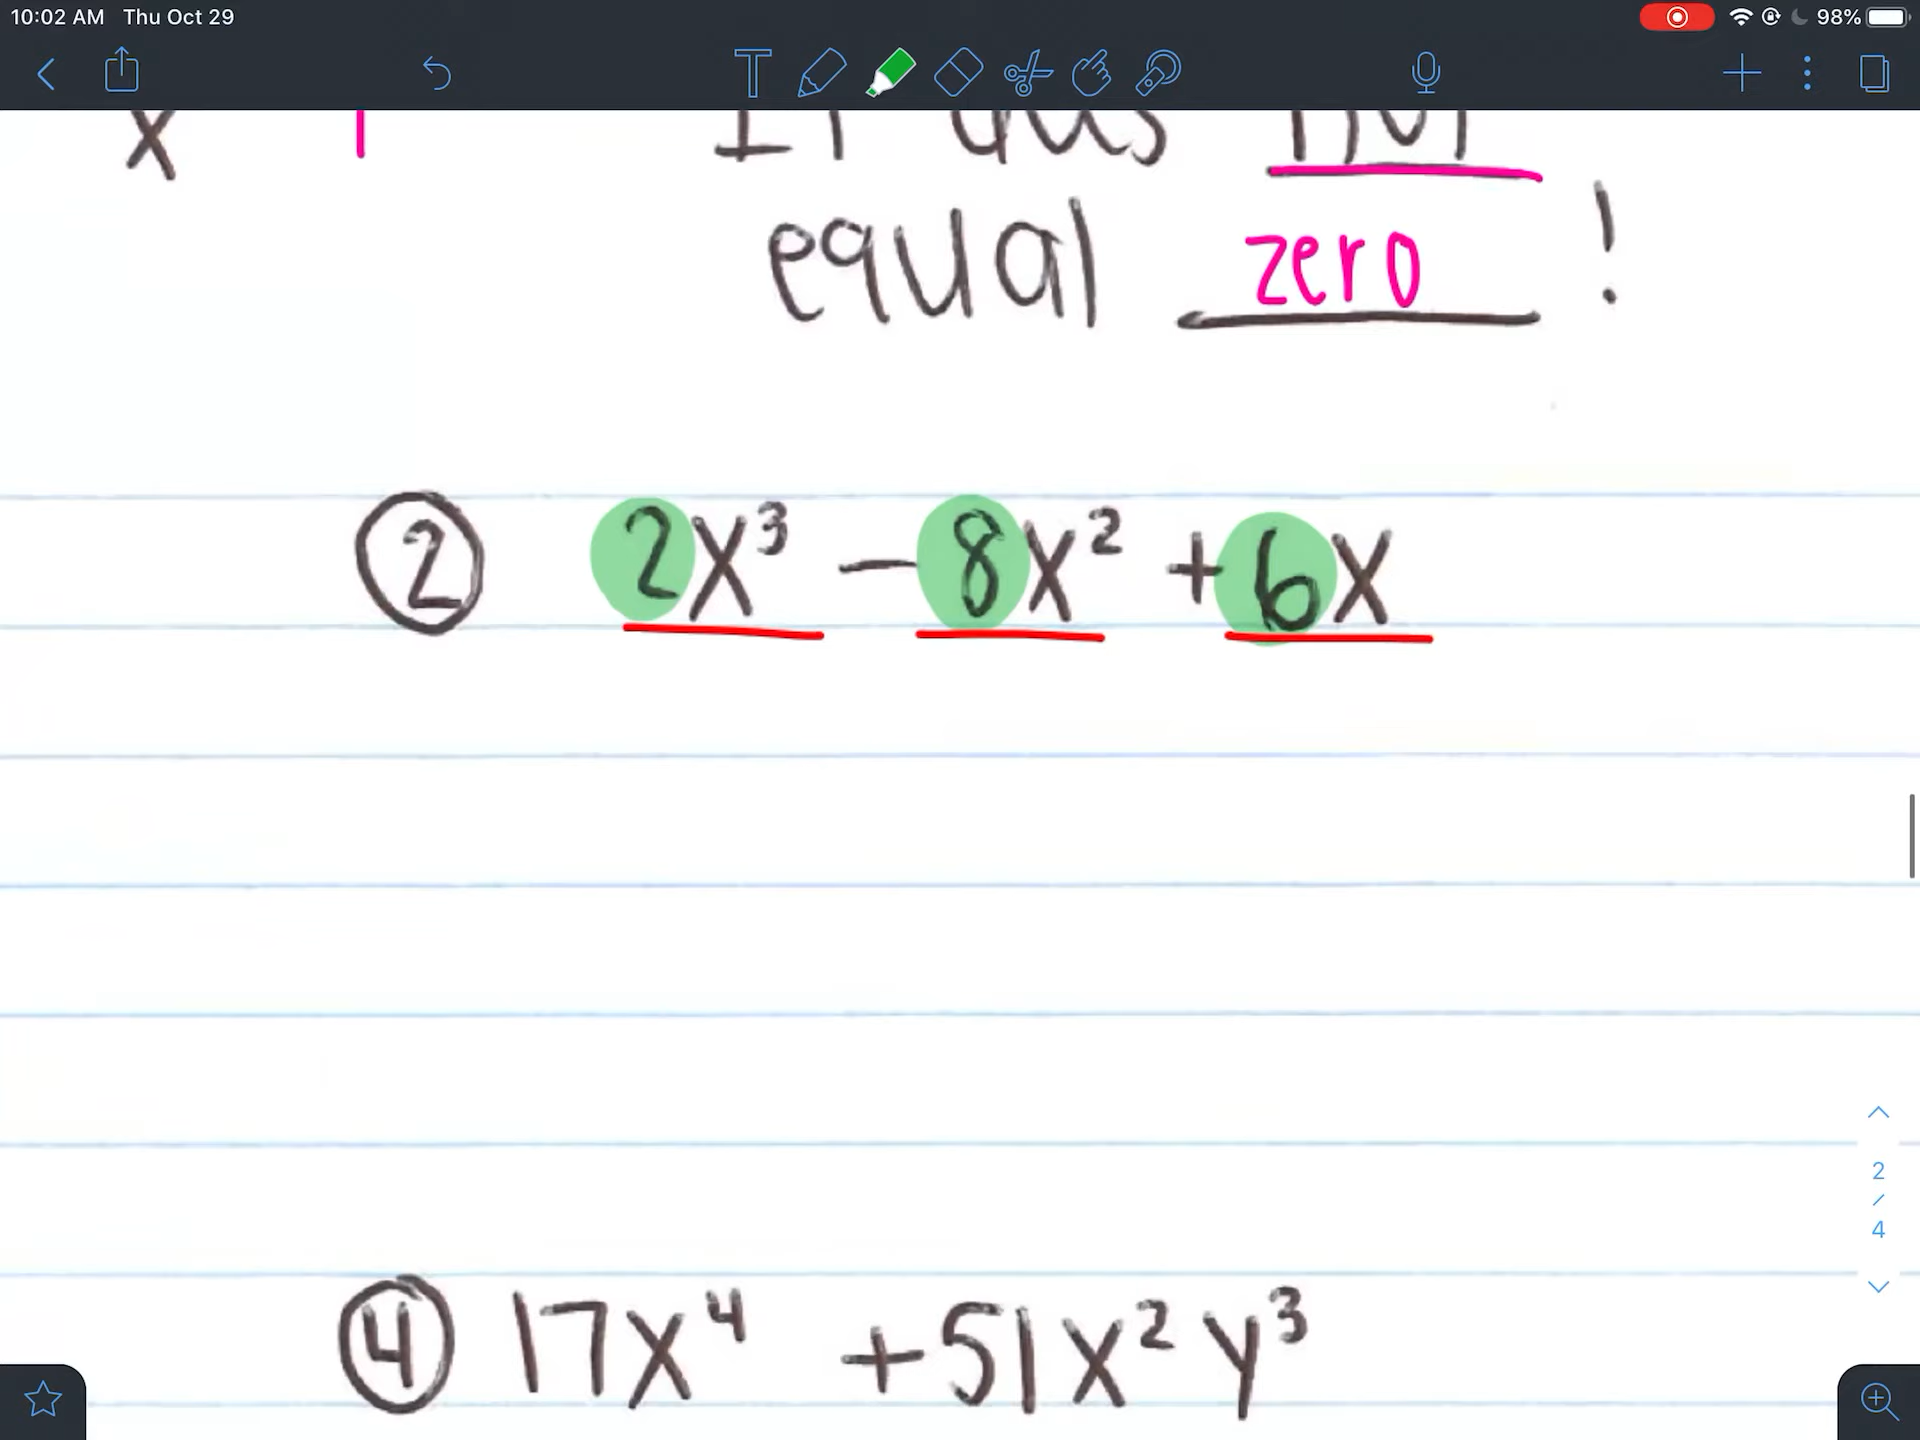 10:02 AM Thu Oct 29
98%
x
equal zero !
② 2x³ - 8x² + 6x
2
/
4
④ 17x⁴ + 51x²y³